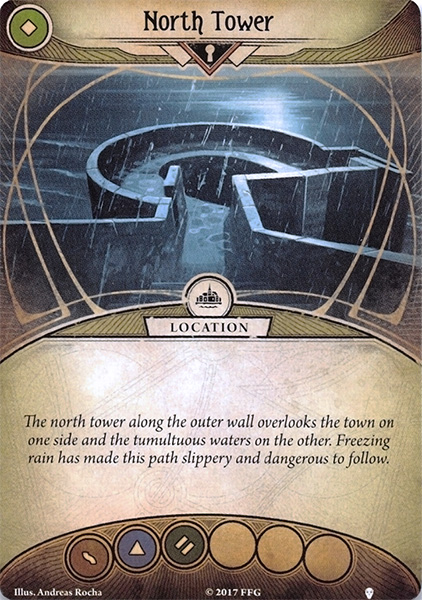 North Tower
LOCATION
The north tower along the outer wall overlooks the town on
one side and the tumultuous waters on the other. Freezing
rain has made this path slippery and dangerous to follow.
Illus. Andreas Rocha
© 2017 FFG